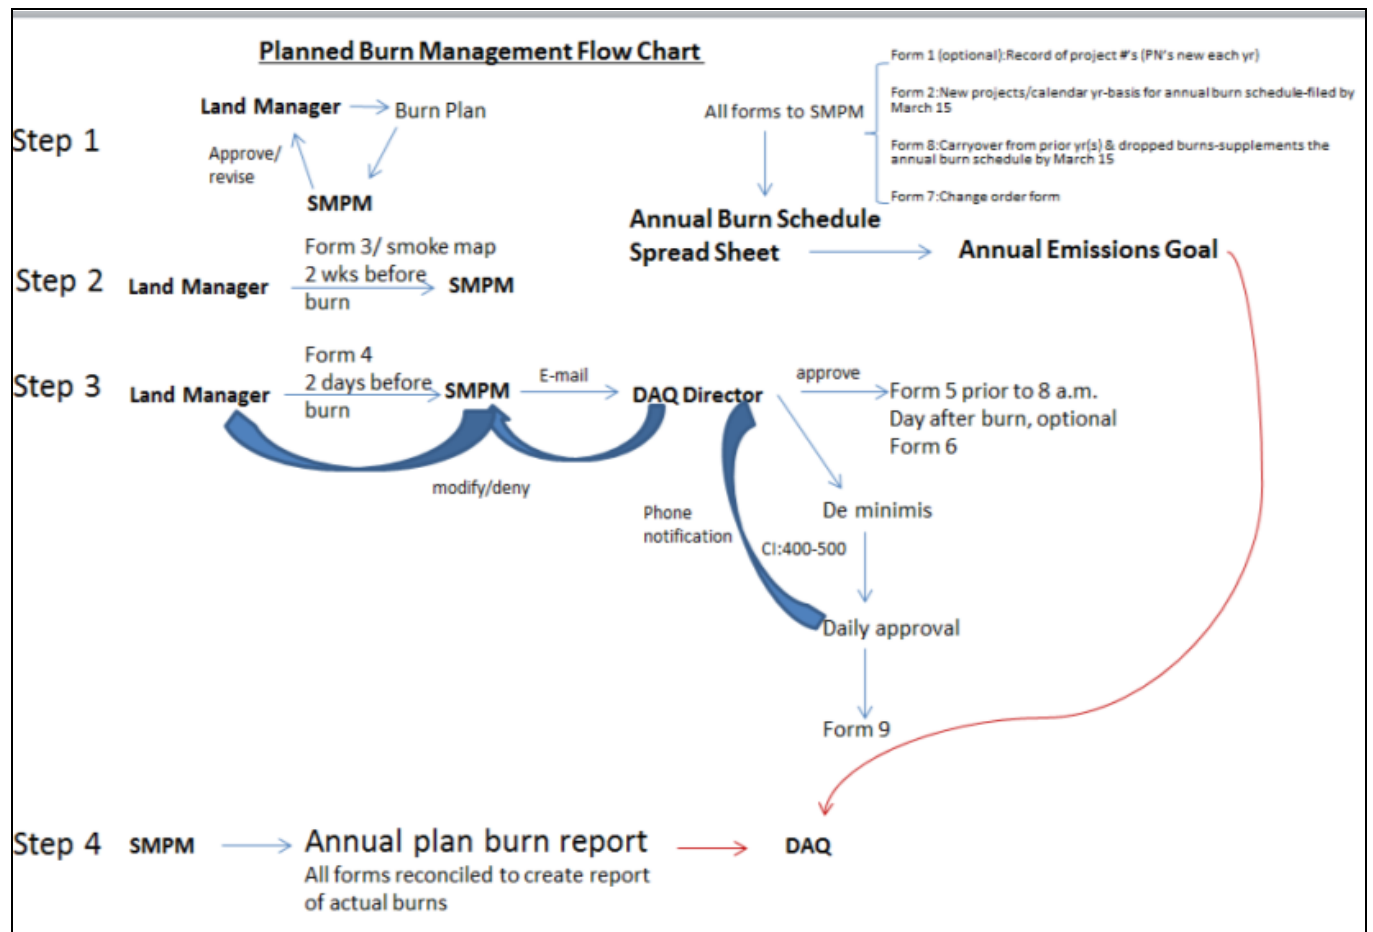 Planned Burn Management Flow Chart
Form 1 (optional):Record of project #'s (PN's new each yr)
Form 2:New projects/calendar yr-basis for annual burn schedule-filed by
March 15
Form 8:Carryover from prior yr(s) & dropped burns-supplements the
annual burn schedule by March 15
Form 7:Change order form
All forms to SMPM
Step 1
Land Manager
Burn Plan
Approve/
revise
SMPM
Annual Burn Schedule
Spread Sheet
Annual Emissions Goal
Step 2
Land Manager
Form 3/ smoke map
2 wks before
burn
SMPM
Step 3
Land Manager
Form 4
2 days before
burn
SMPM
E-mail
DAQ Director
approve
Form 5 prior to 8 a.m.
Day after burn, optional
Form 6
modify/deny
Phone
notification
De minimis
CI:400-500
Daily approval
Form 9
Step 4
SMPM
Annual plan burn report
All forms reconciled to create report
of actual burns
DAQ